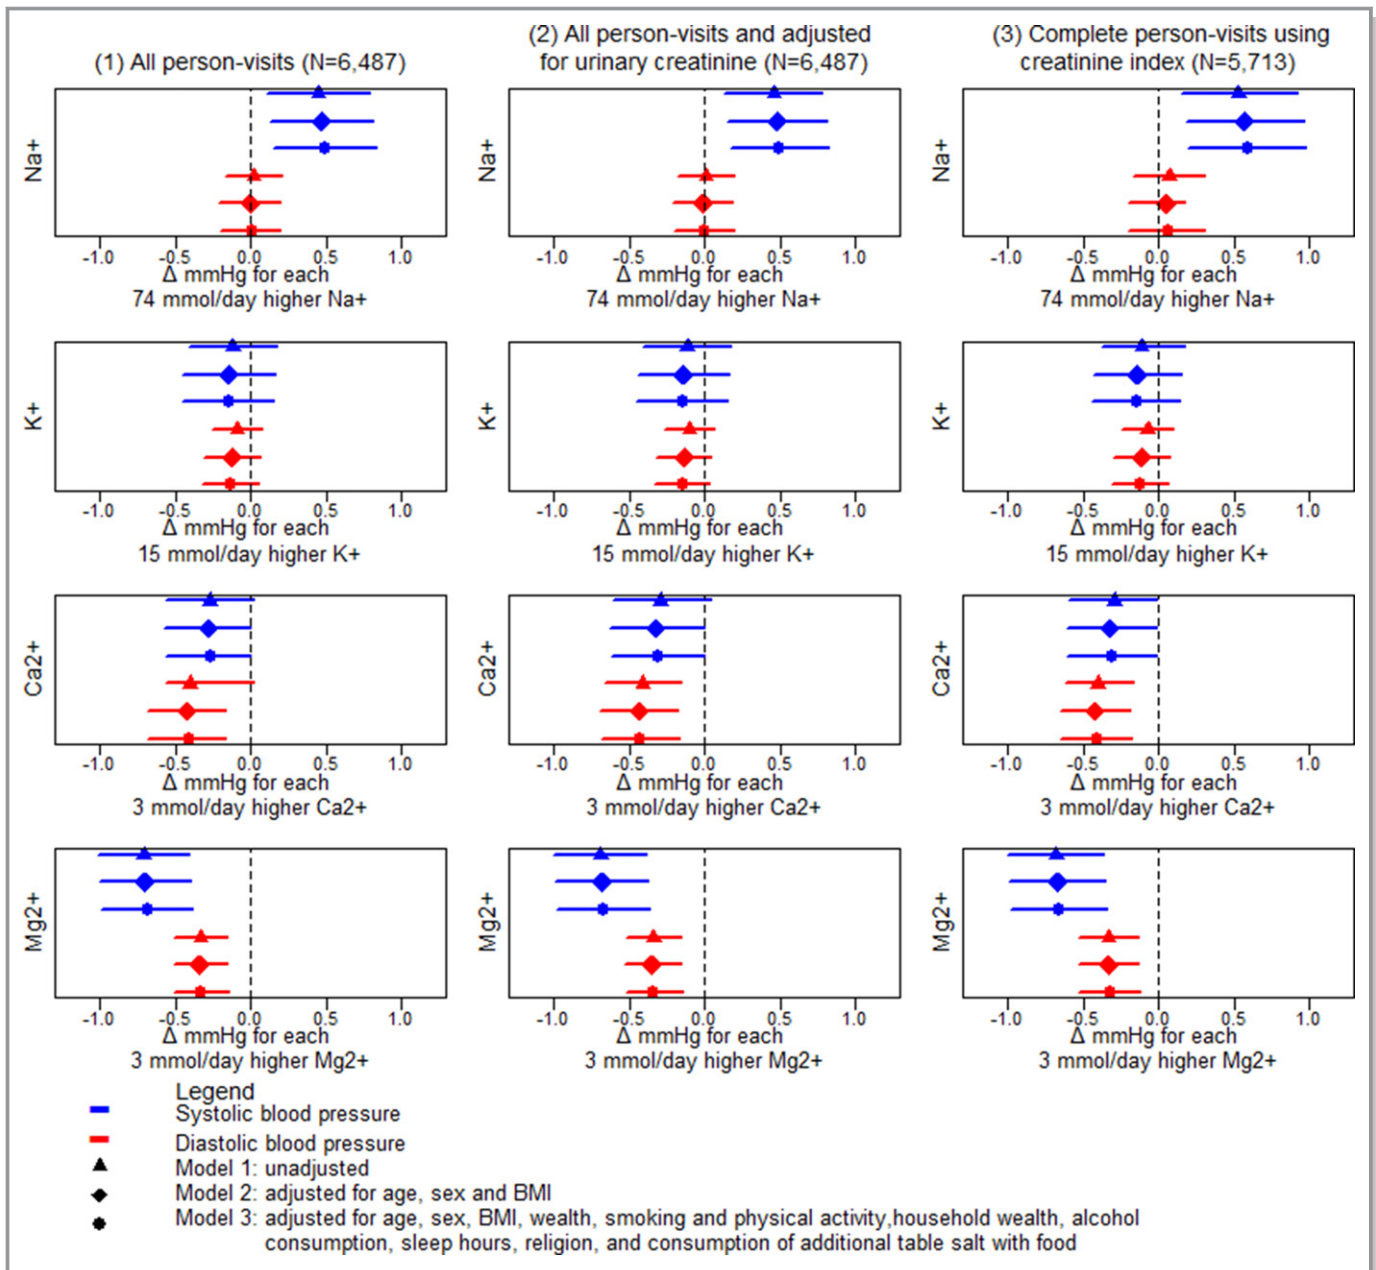 (1) All person-visits (N=6,487)
(2) All person-visits and adjusted
for urinary creatinine (N=6,487)
(3) Complete person-visits using
creatinine index (N=5,713)
Na+
-1.0 -0.5 0.0 0.5 1.0
Δ mmHg for each
74 mmol/day higher Na+
Na+
-1.0 -0.5 0.0 0.5 1.0
Δ mmHg for each
74 mmol/day higher Na+
Na+
-1.0 -0.5 0.0 0.5 1.0
Δ mmHg for each
74 mmol/day higher Na+
K+
-1.0 -0.5 0.0 0.5 1.0
Δ mmHg for each
15 mmol/day higher K+
K+
-1.0 -0.5 0.0 0.5 1.0
Δ mmHg for each
15 mmol/day higher K+
K+
-1.0 -0.5 0.0 0.5 1.0
Δ mmHg for each
15 mmol/day higher K+
Ca2+
-1.0 -0.5 0.0 0.5 1.0
Δ mmHg for each
3 mmol/day higher Ca2+
Ca2+
-1.0 -0.5 0.0 0.5 1.0
Δ mmHg for each
3 mmol/day higher Ca2+
Ca2+
-1.0 -0.5 0.0 0.5 1.0
Δ mmHg for each
3 mmol/day higher Ca2+
Mg2+
-1.0 -0.5 0.0 0.5 1.0
Δ mmHg for each
3 mmol/day higher Mg2+
Mg2+
-1.0 -0.5 0.0 0.5 1.0
Δ mmHg for each
3 mmol/day higher Mg2+
Mg2+
-1.0 -0.5 0.0 0.5 1.0
Δ mmHg for each
3 mmol/day higher Mg2+
Legend
Systolic blood pressure
Diastolic blood pressure
Model 1: unadjusted
Model 2: adjusted for age, sex and BMI
Model 3: adjusted for age, sex, BMI, wealth, smoking and physical activity,household wealth, alcohol
consumption, sleep hours, religion, and consumption of additional table salt with food